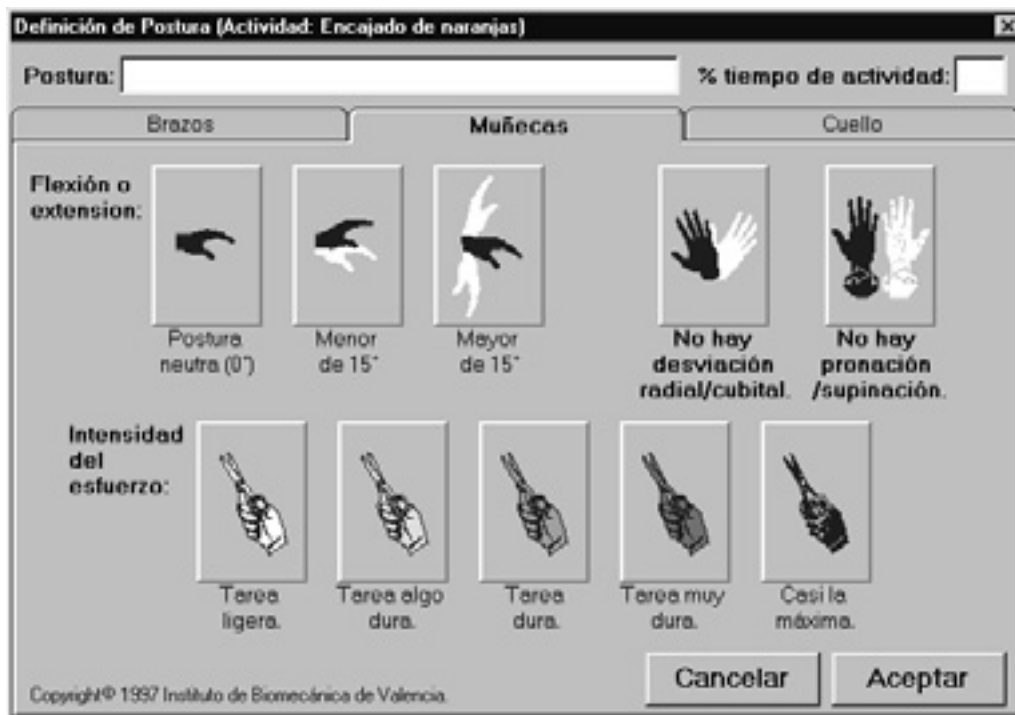 Definición de Postura (Actividad: Encajado de naranjas)
Postura: % tiempo de actividad:
Brazos Muñecas Cuello
Flexión o
extension:
Postura
neutra (0°)
Menor
de 15°
Mayor
de 15°
No hay
desviación
radial/cubital.
No hay
pronación
/supinación.
Intensidad
del
esfuerzo:
Tarea
ligera.
Tarea algo
dura.
Tarea
dura.
Tarea muy
dura.
Casi la
máxima.
Cancelar Aceptar
Copyright© 1997 Instituto de Biomecánica de Valencia.